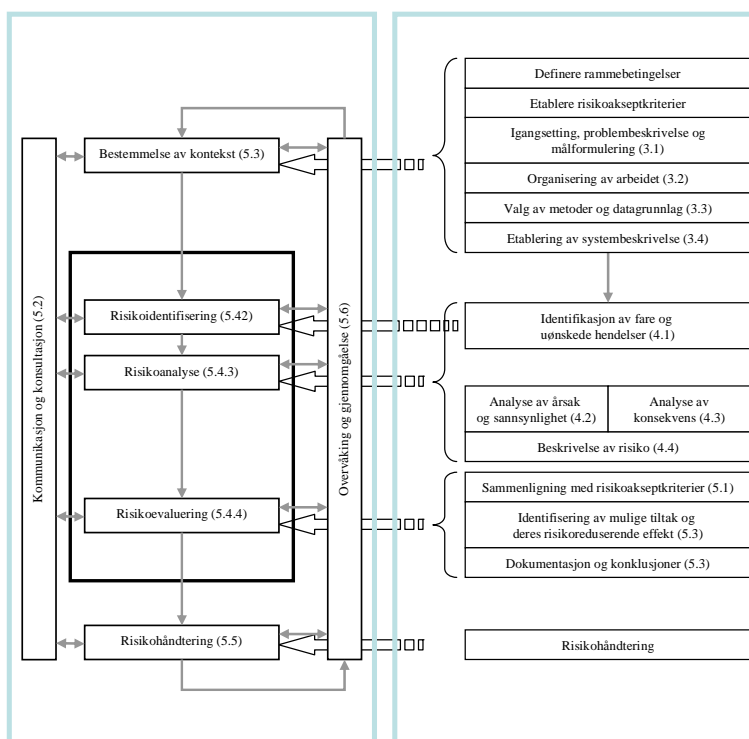 Kommunikasjon og konsultasjon (5.2)
Bestemmelse av kontekst (5.3)
Risikoidentifisering (5.42)
Risikoanalyse (5.4.3)
Risikoevaluering (5.4.4)
Risikohåndtering (5.5)
Overvåking og gjennomgåelse (5.6)
Definere rammebetingelser
Etablere risikoakseptkriterier
Igangsetting, problembeskrivelse og
målformulering (3.1)
Organisering av arbeidet (3.2)
Valg av metoder og datagrunnlag (3.3)
Etablering av systembeskrivelse (3.4)
Identifikasjon av fare og
uønskede hendelser (4.1)
Analyse av årsak
og sannsynlighet (4.2)
Analyse av
konsekvens (4.3)
Beskrivelse av risiko (4.4)
Sammenligning med risikoakseptkriterier (5.1)
Identifisering av mulige tiltak og
deres risikoreduserende effekt (5.3)
Dokumentasjon og konklusjoner (5.3)
Risikohåndtering